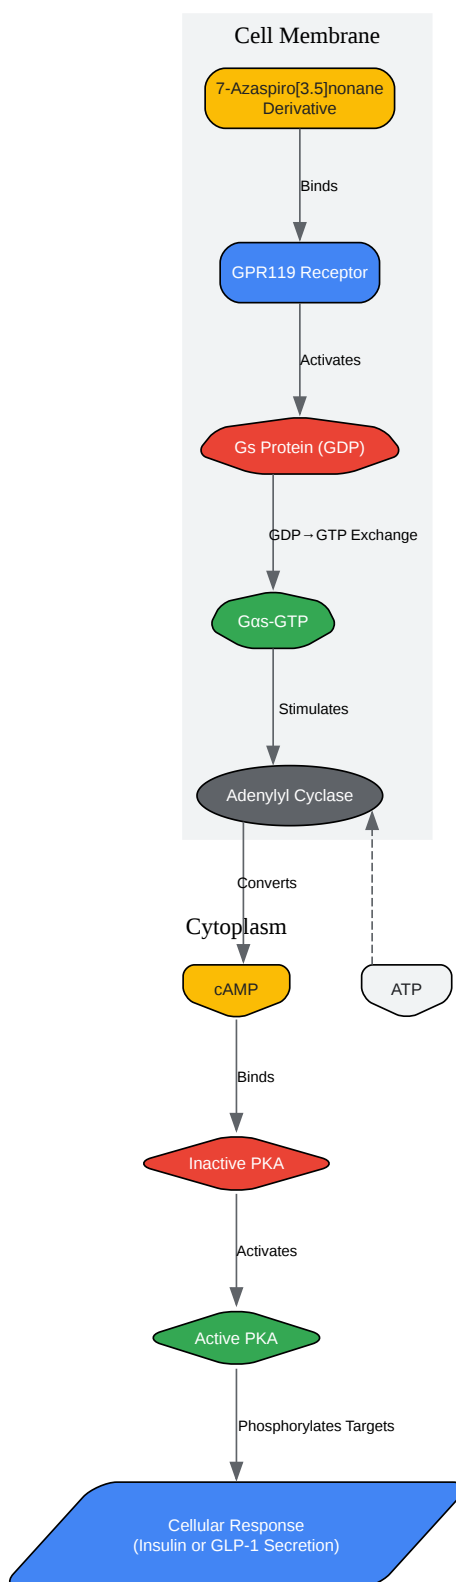 Cell Membrane
7-Azaspiro[3.5]nonane
Derivative
Binds
GPR119 Receptor
Activates
Gs Protein (GDP)
GDP→GTP Exchange
Gαs-GTP
Stimulates
Adenylyl Cyclase
Converts
Cytoplasm
cAMP
ATP
Binds
Inactive PKA
Activates
Active PKA
Phosphorylates Targets
Cellular Response
(Insulin or GLP-1 Secretion)